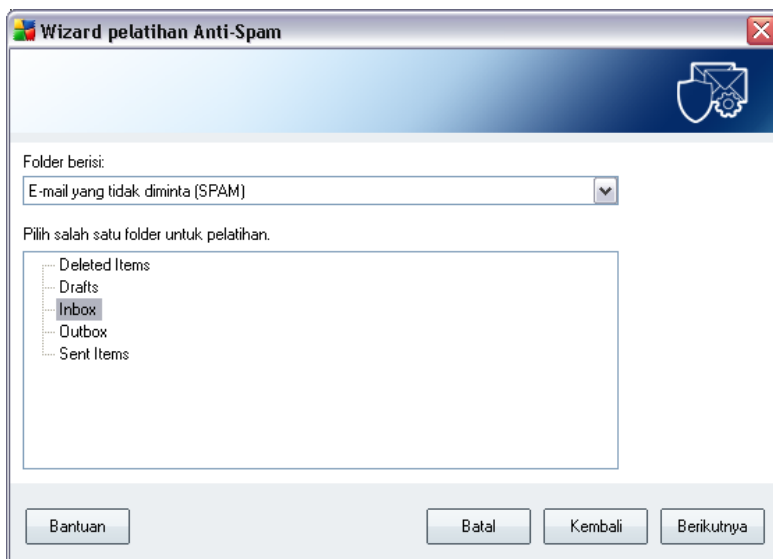 Wizard pelatihan Anti-Spam
Folder berisi:
E-mail yang tidak diminta (SPAM)
Pilih salah satu folder untuk pelatihan.
Deleted Items
Drafts
Inbox
Outbox
Sent Items
Bantuan Batal Kembali Berikutnya